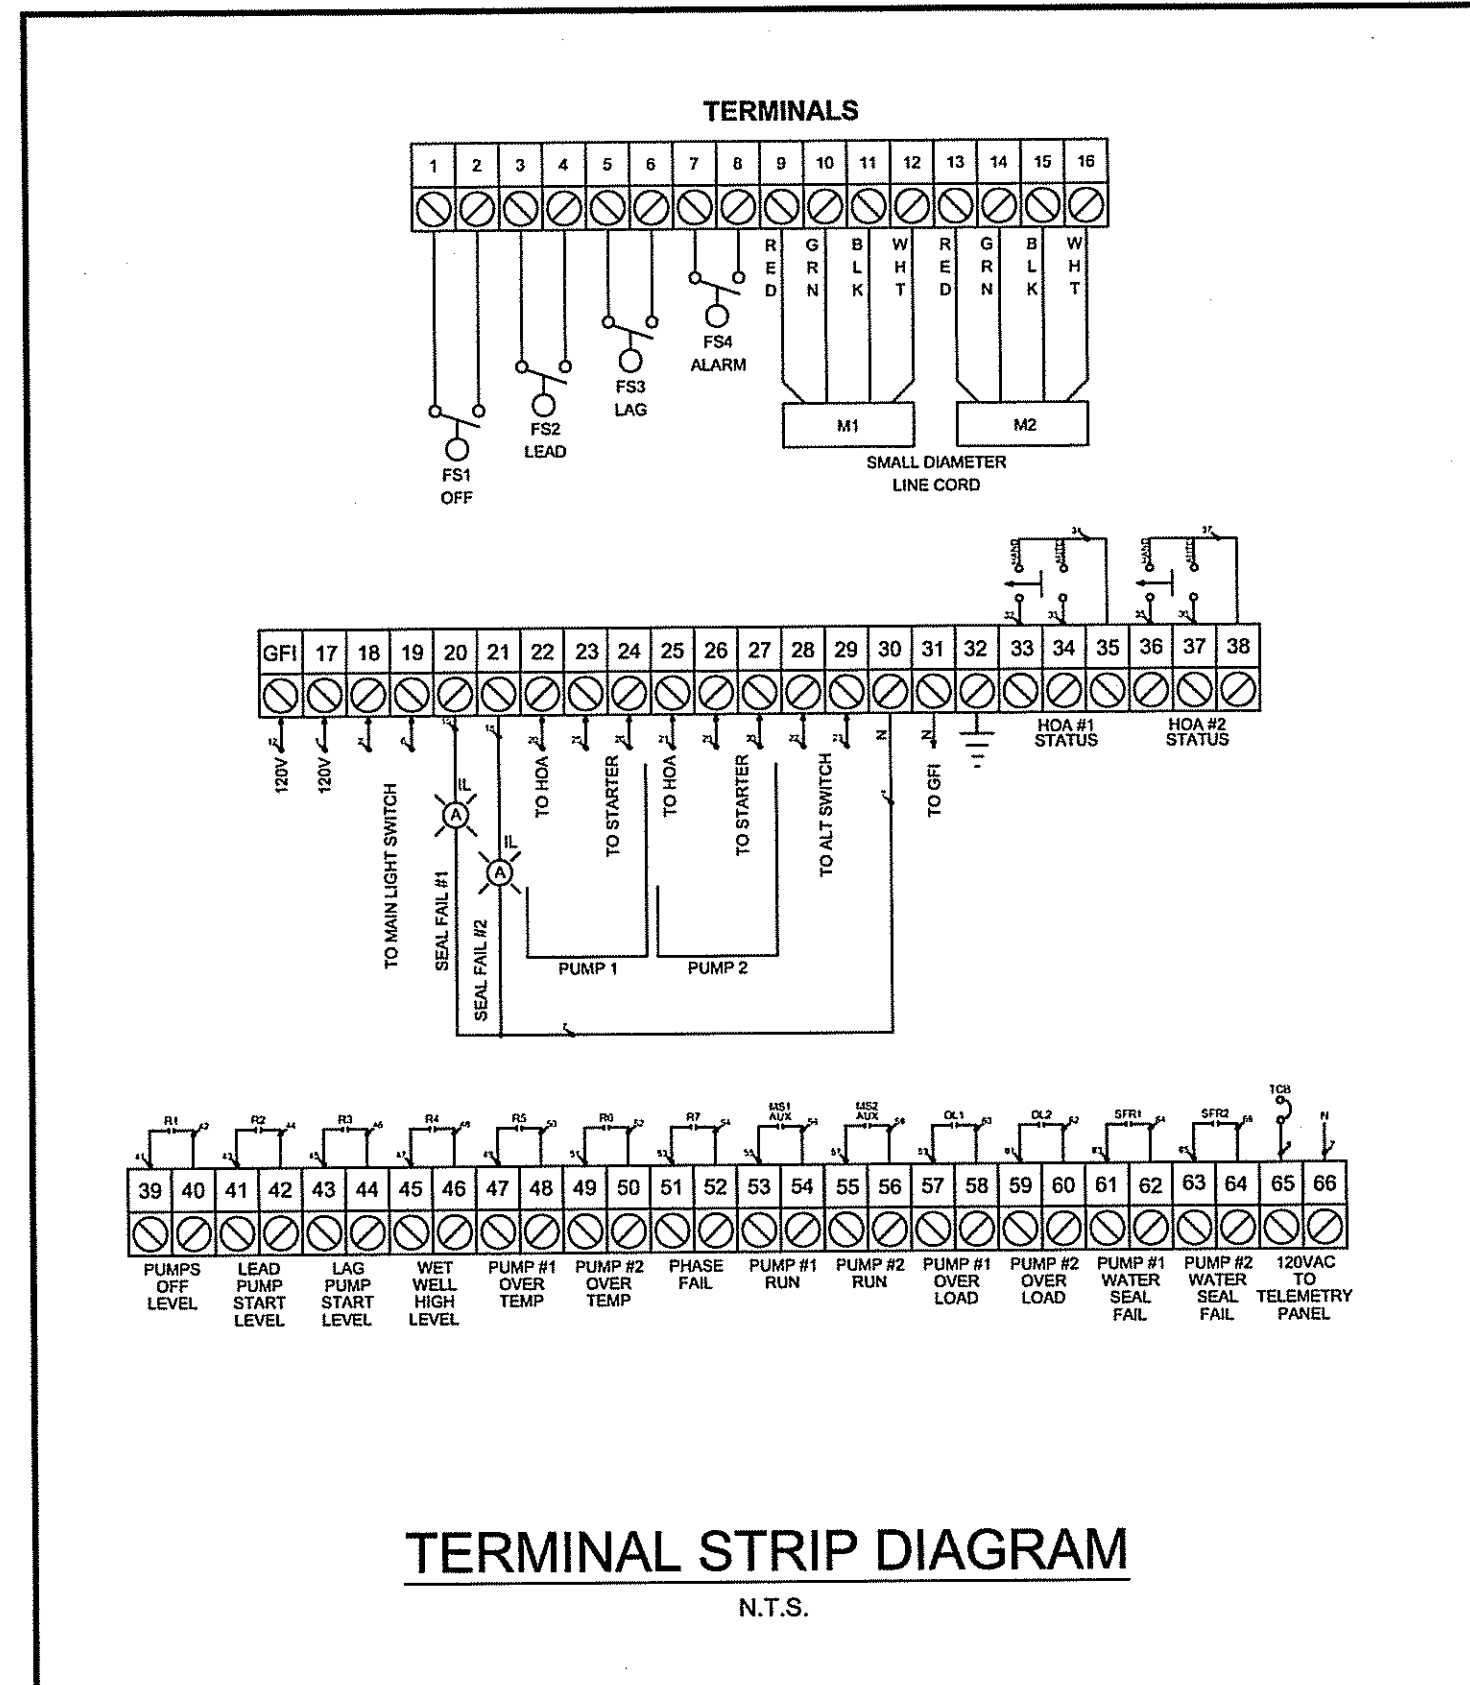 TERMINALS
1 2 3 4 5 6 7 8 9 10 11 12 13 14 15 16
RED GRN BLK WHT RED GRN BLK WHT
FS4
ALARM
FS3
LAG
FS2
LEAD
FS1
OFF
M1 M2
SMALL DIAMETER
LINE CORD
HAND AUTO HAND AUTO
GFI 17 18 19 20 21 22 23 24 25 26 27 28 29 30 31 32 33 34 35 36 37 38
HOA #1
STATUS
HOA #2
STATUS
120V
120V
TO MAIN LIGHT SWITCH
SEAL FAIL #1
A
SEAL FAIL #2
A
IL
TO HOA
TO STARTER
TO HOA
TO STARTER
TO ALT SWITCH
N
N
TO GFI
PUMP 1
PUMP 2
R1 R2 R3 R4 R5 R6 R7
MS1
AUX
MS2
AUX
OL1 OL2 SFR1 SFR2
TCB
N
39 40 41 42 43 44 45 46 47 48 49 50 51 52 53 54 55 56 57 58 59 60 61 62 63 64 65 66
PUMPS
OFF
LEVEL
LEAD
PUMP
START
LEVEL
LAG
PUMP
START
LEVEL
WET
WELL
HIGH
LEVEL
PUMP #1
OVER
TEMP
PUMP #2
OVER
TEMP
PHASE
FAIL
PUMP #1
RUN
PUMP #2
RUN
PUMP #1
OVER
LOAD
PUMP #2
OVER
LOAD
PUMP #1
WATER
SEAL
FAIL
PUMP #2
WATER
SEAL
FAIL
120VAC
TO
TELEMETRY
PANEL
TERMINAL STRIP DIAGRAM
N.T.S.